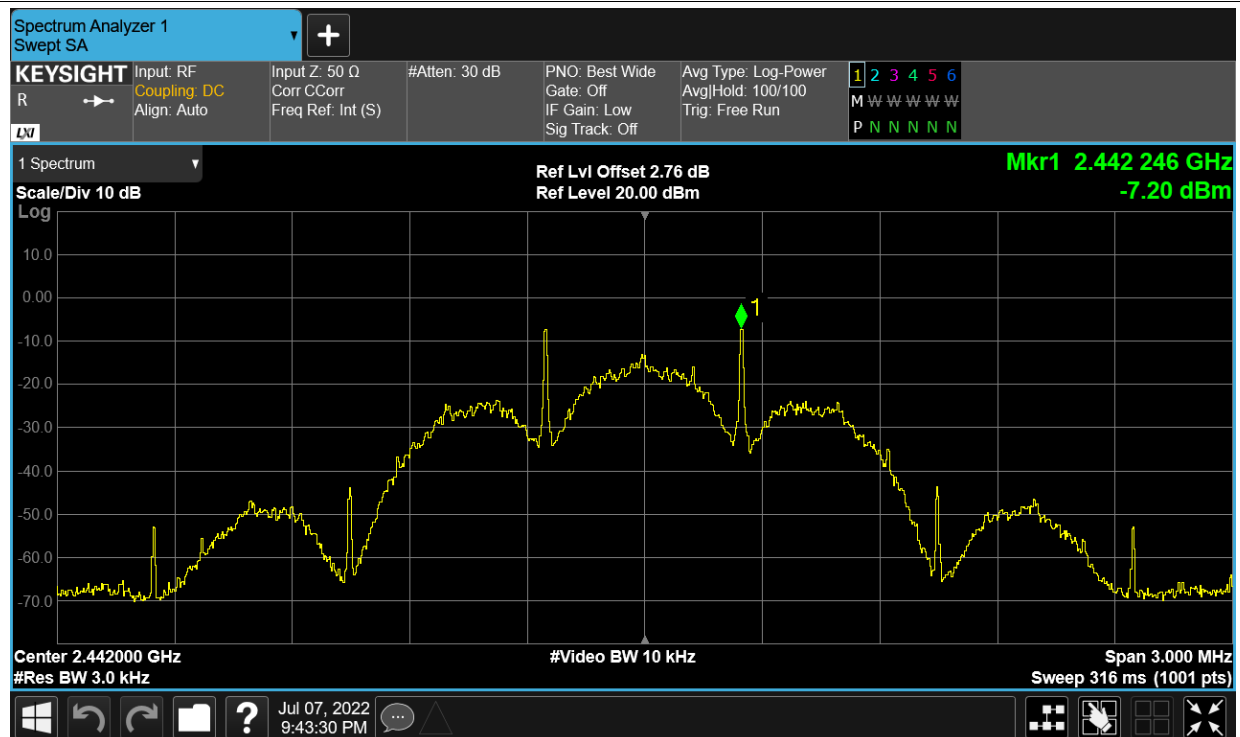 Spectrum Analyzer 1
Swept SA
+
KEYSIGHT
R
LXI
Input: RF
Coupling: DC
Align: Auto
Input Z: 50 Ω
Corr CCorr
Freq Ref: Int (S)
#Atten: 30 dB
PNO: Best Wide
Gate: Off
IF Gain: Low
Sig Track: Off
Avg Type: Log-Power
Avg|Hold: 100/100
Trig: Free Run
1 2 3 4 5 6
M W W W W W
P N N N N N
1 Spectrum
Scale/Div 10 dB
Ref Lvl Offset 2.76 dB
Ref Level 20.00 dBm
Mkr1 2.442 246 GHz
-7.20 dBm
Log
10.0
0.00
-10.0
-20.0
-30.0
-40.0
-50.0
-60.0
-70.0
1
Center 2.442000 GHz
#Res BW 3.0 kHz
#Video BW 10 kHz
Span 3.000 MHz
Sweep 316 ms (1001 pts)
?
Jul 07, 2022
9:43:30 PM